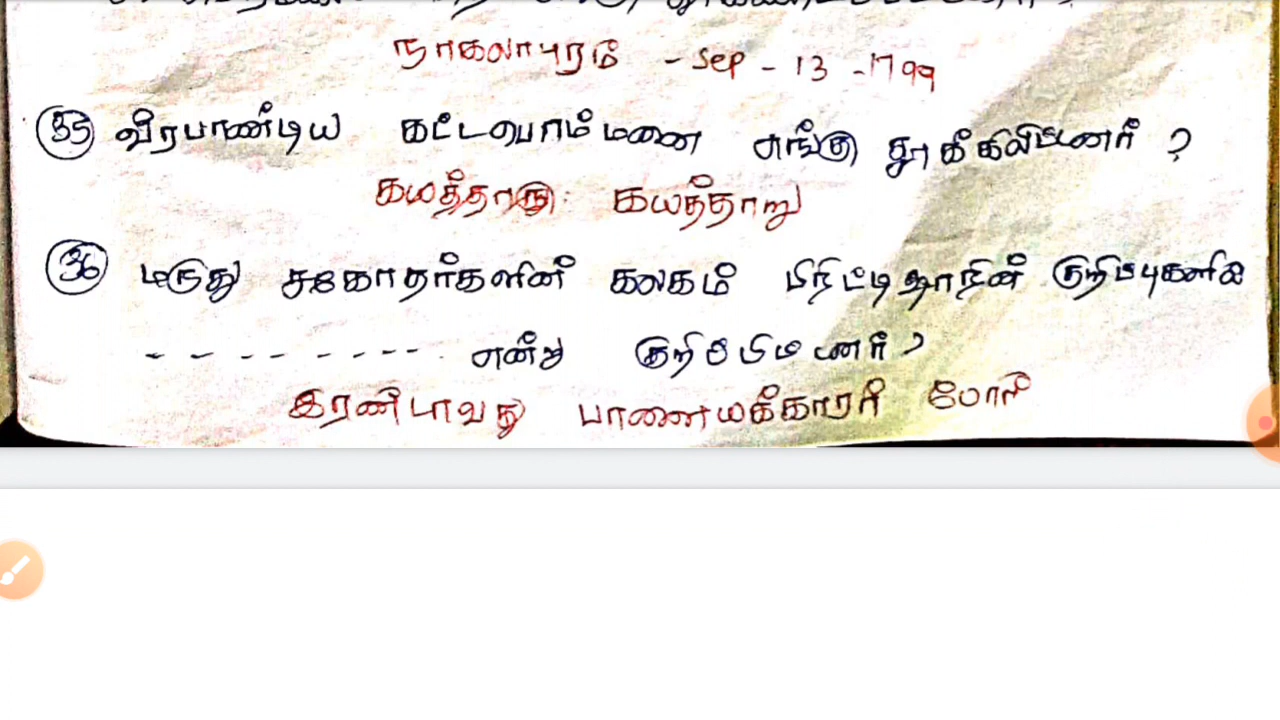 நாகலாபுரம் - Sep - 13 - 1799
35 வீரபாண்டிய கட்டபொம்மனை எங்கு தூக்கிலிட்டனர் ?
கயத்தாறு கயத்தாறு
36 மருது சகோதரர்களின் கலகம் பிரிட்டிஷாரின் குறிப்புகளில்
- - - - - - - - - என்று குறிப்பிட்டனர் ?
இரண்டாவது பாளையக்காரர் போர்